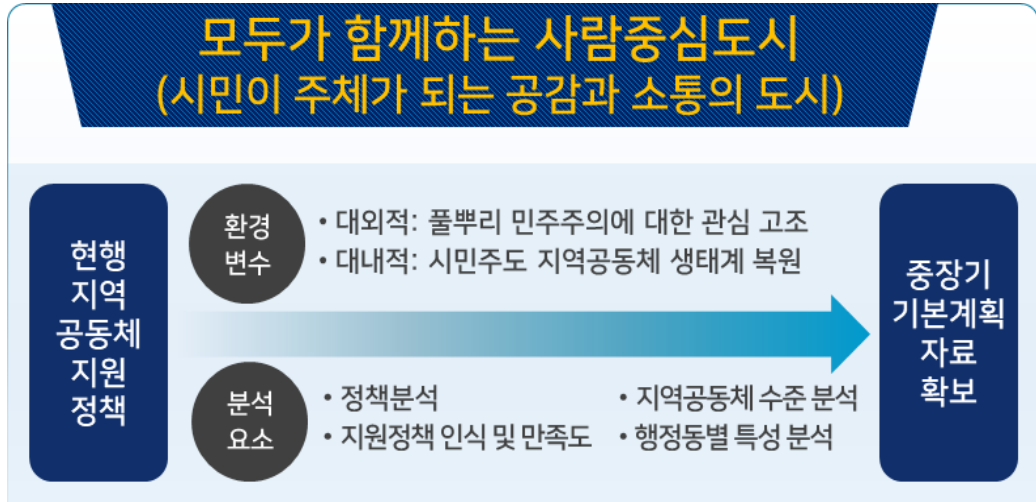 모두가 함께하는 사람중심도시
(시민이 주체가 되는 공감과 소통의 도시)
현행
지역
공동체
지원
정책
환경
변수
• 대외적: 풀뿌리 민주주의에 대한 관심 고조
• 대내적: 시민주도 지역공동체 생태계 복원
분석
요소
• 정책분석
• 지역공동체 수준 분석
• 지원정책 인식 및 만족도
• 행정동별 특성 분석
중장기
기본계획
자료
확보